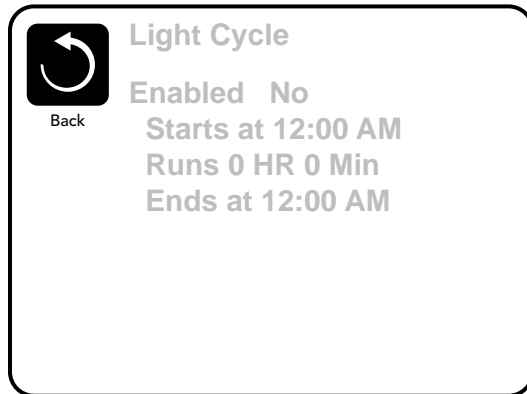 Light Cycle
Enabled No
Starts at 12:00 AM
Back
Runs 0 HR 0 Min
Ends at 12:00 AM